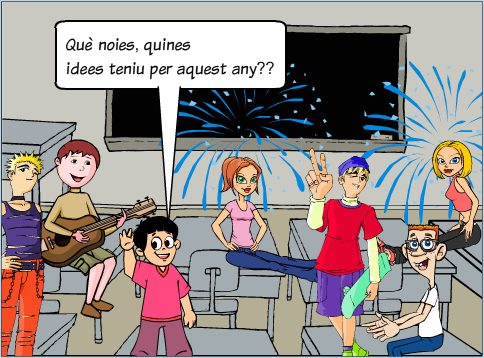 Què noies, quines
idees teniu per aquest any??